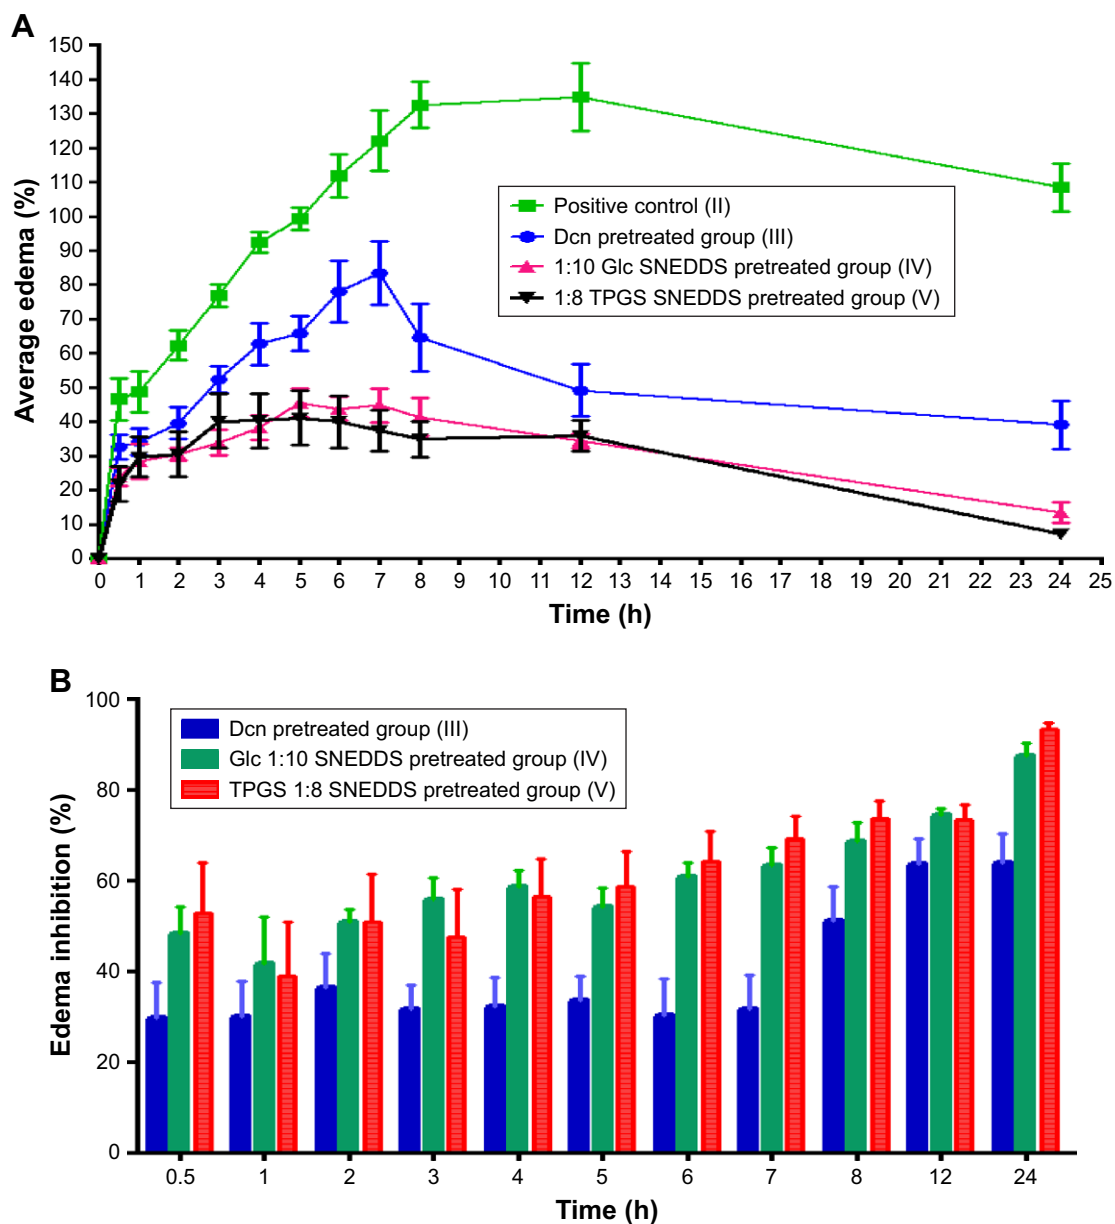 A
150
140
130
120
110
100
90
80
70
60
50
40
30
20
10
0
Average edema (%)
Positive control (II)
Dcn pretreated group (III)
1:10 Glc SNEDDS pretreated group (IV)
1:8 TPGS SNEDDS pretreated group (V)
0 1 2 3 4 5 6 7 8 9 10 11 12 13 14 15 16 17 18 19 20 21 22 23 24 25
Time (h)
B
100
80
60
40
20
0
Edema inhibition (%)
Dcn pretreated group (III)
Glc 1:10 SNEDDS pretreated group (IV)
TPGS 1:8 SNEDDS pretreated group (V)
0.5 1 2 3 4 5 6 7 8 12 24
Time (h)